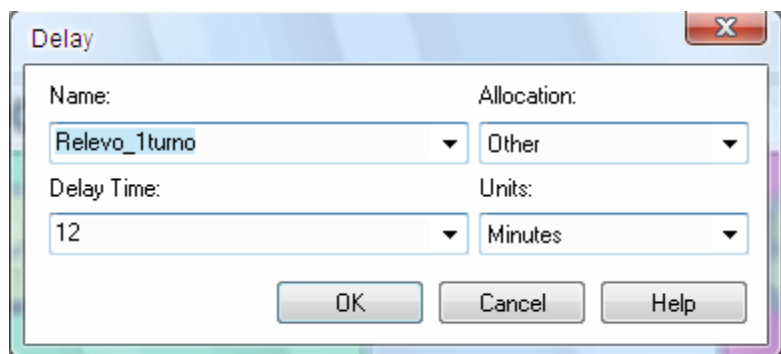 Delay
Name: Allocation:
Relevo_1turno Other
Delay Time: Units:
12 Minutes
OK Cancel Help